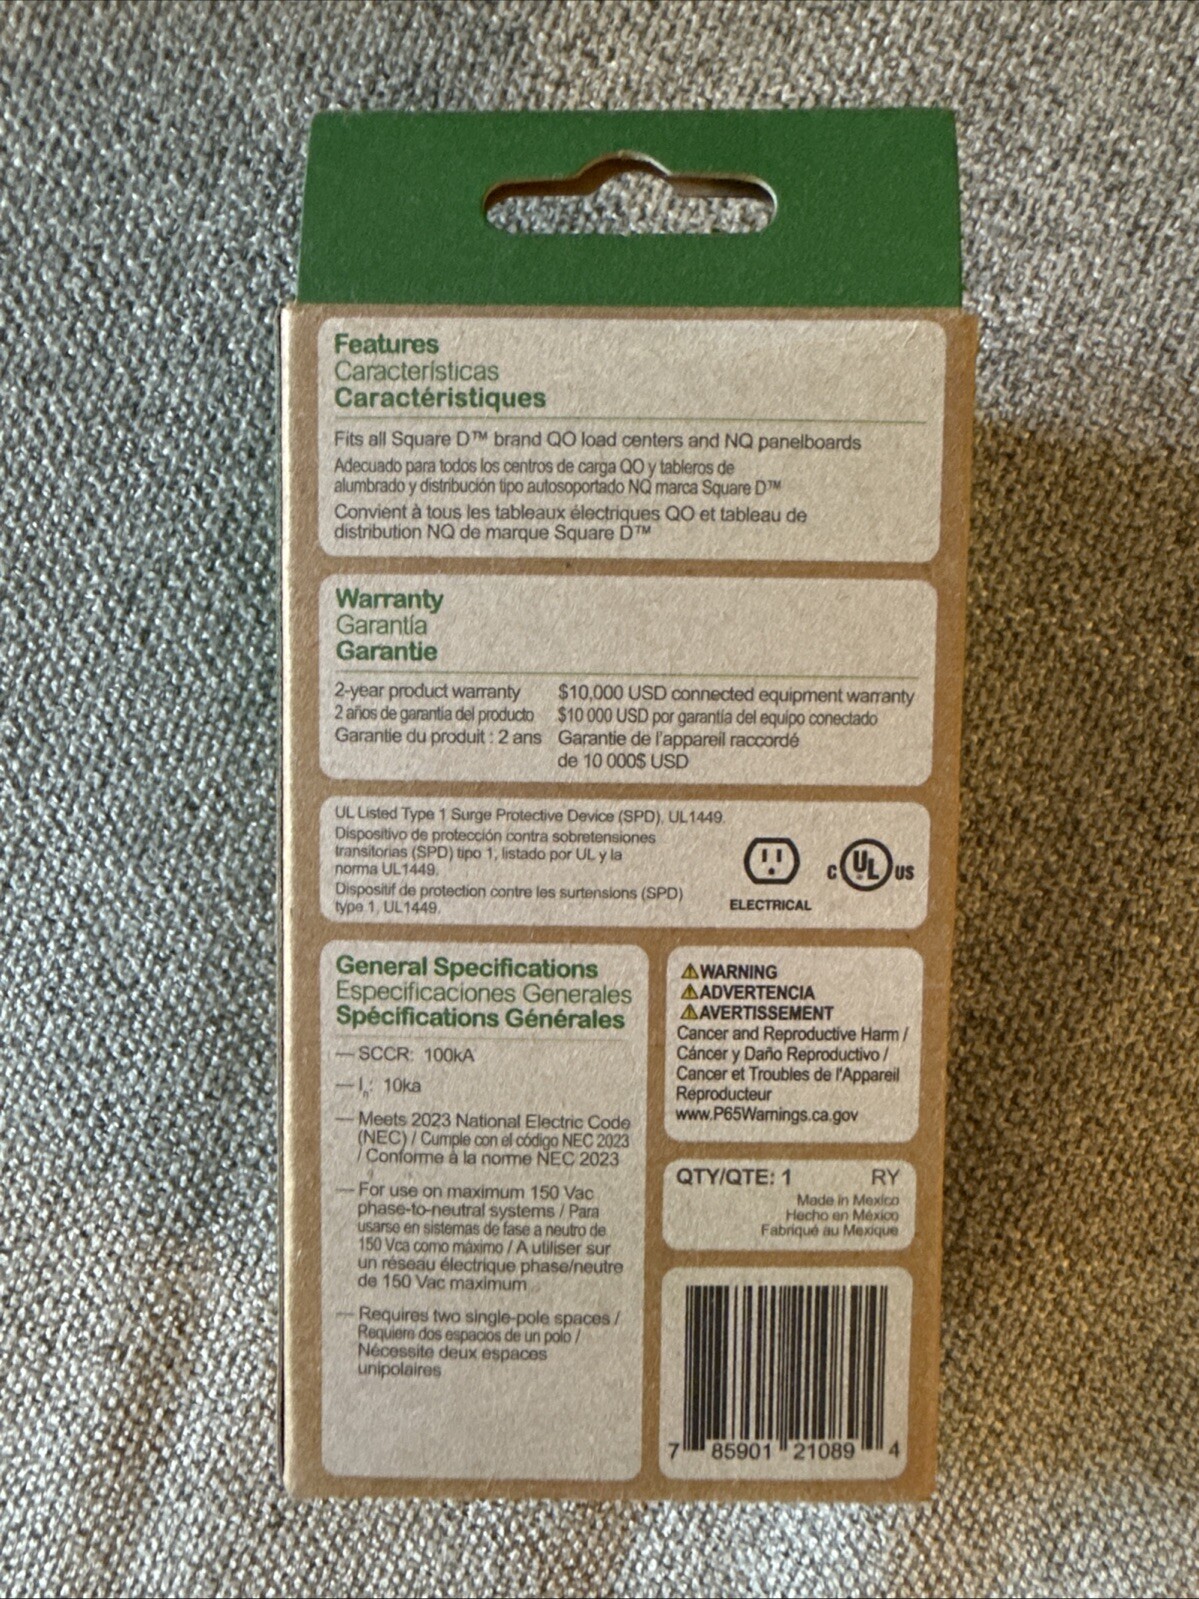 Features
Características
Caractéristiques
Fits all Square D™ brand QO load centers and NQ panelboards
Adecuado para todos los centros de carga QO y tableros de
alumbrado y distribución tipo autosoportado NQ marca Square D™
Convient à tous les tableaux électriques QO et tableau de
distribution NQ de marque Square D™
Warranty
Garantía
Garantie
2-year product warranty
2 años de garantía del producto
Garantie du produit : 2 ans
$10,000 USD connected equipment warranty
$10 000 USD por garantía del equipo conectado
Garantie de l'appareil raccordé
de 10 000$ USD
UL Listed Type 1 Surge Protective Device (SPD), UL1449.
Dispositivo de protección contra sobretensiones
transitorias (SPD) tipo 1, listado por UL y la
norma UL1449.
Dispositif de protection contre les surtensions (SPD)
type 1, UL1449.
ELECTRICAL
C UL US
General Specifications
Especificaciones Generales
Spécifications Générales
— SCCR: 100kA
— In: 10ka
— Meets 2023 National Electric Code
(NEC) / Cumple con el código NEC 2023
/ Conforme à la norme NEC 2023
— For use on maximum 150 Vac
phase-to-neutral systems / Para
usarse en sistemas de fase a neutro de
150 Vca como máximo / A utiliser sur
un réseau électrique phase/neutre
de 150 Vac maximum
— Requires two single-pole spaces /
Requiere dos espacios de un polo /
Nécessite deux espaces
unipolaires
⚠WARNING
⚠ADVERTENCIA
⚠AVERTISSEMENT
Cancer and Reproductive Harm /
Cáncer y Daño Reproductivo /
Cancer et Troubles de l'Appareil
Reproducteur
www.P65Warnings.ca.gov
QTY/QTE: 1 RY
Made in Mexico
Hecho en México
Fabriqué au Mexique
7 85901 21089 4